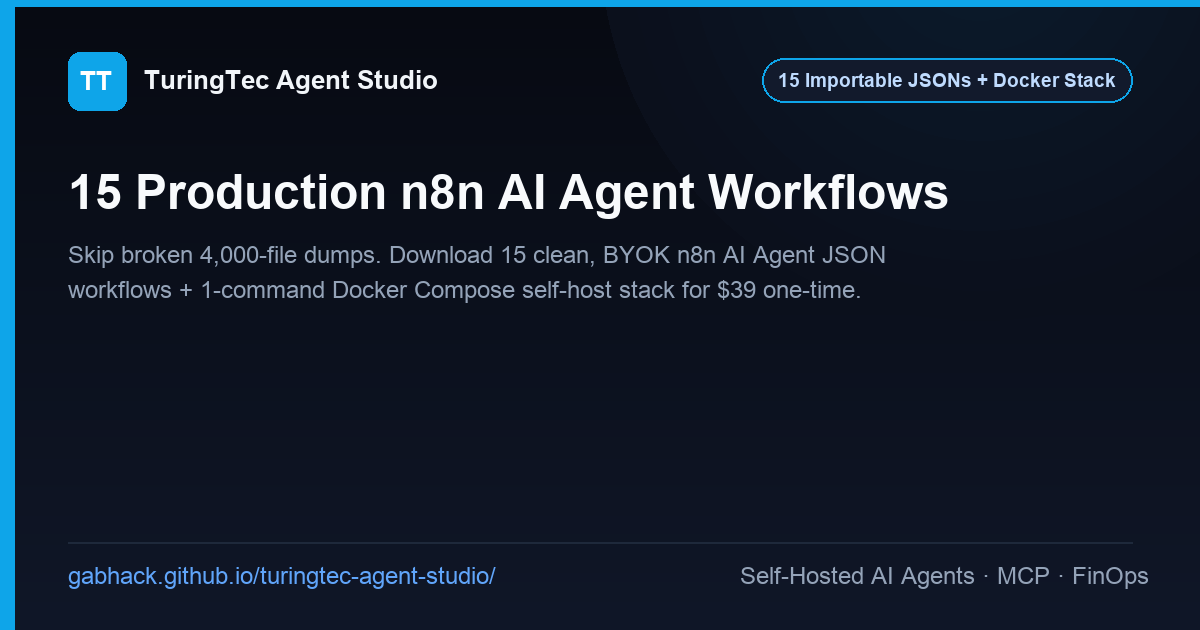 TT
TuringTec Agent Studio
15 Importable JSONs + Docker Stack
15 Production n8n AI Agent Workflows
Skip broken 4,000-file dumps. Download 15 clean, BYOK n8n AI Agent JSON
workflows + 1-command Docker Compose self-host stack for $39 one-time.
gabhack.github.io/turingtec-agent-studio/
Self-Hosted AI Agents · MCP · FinOps